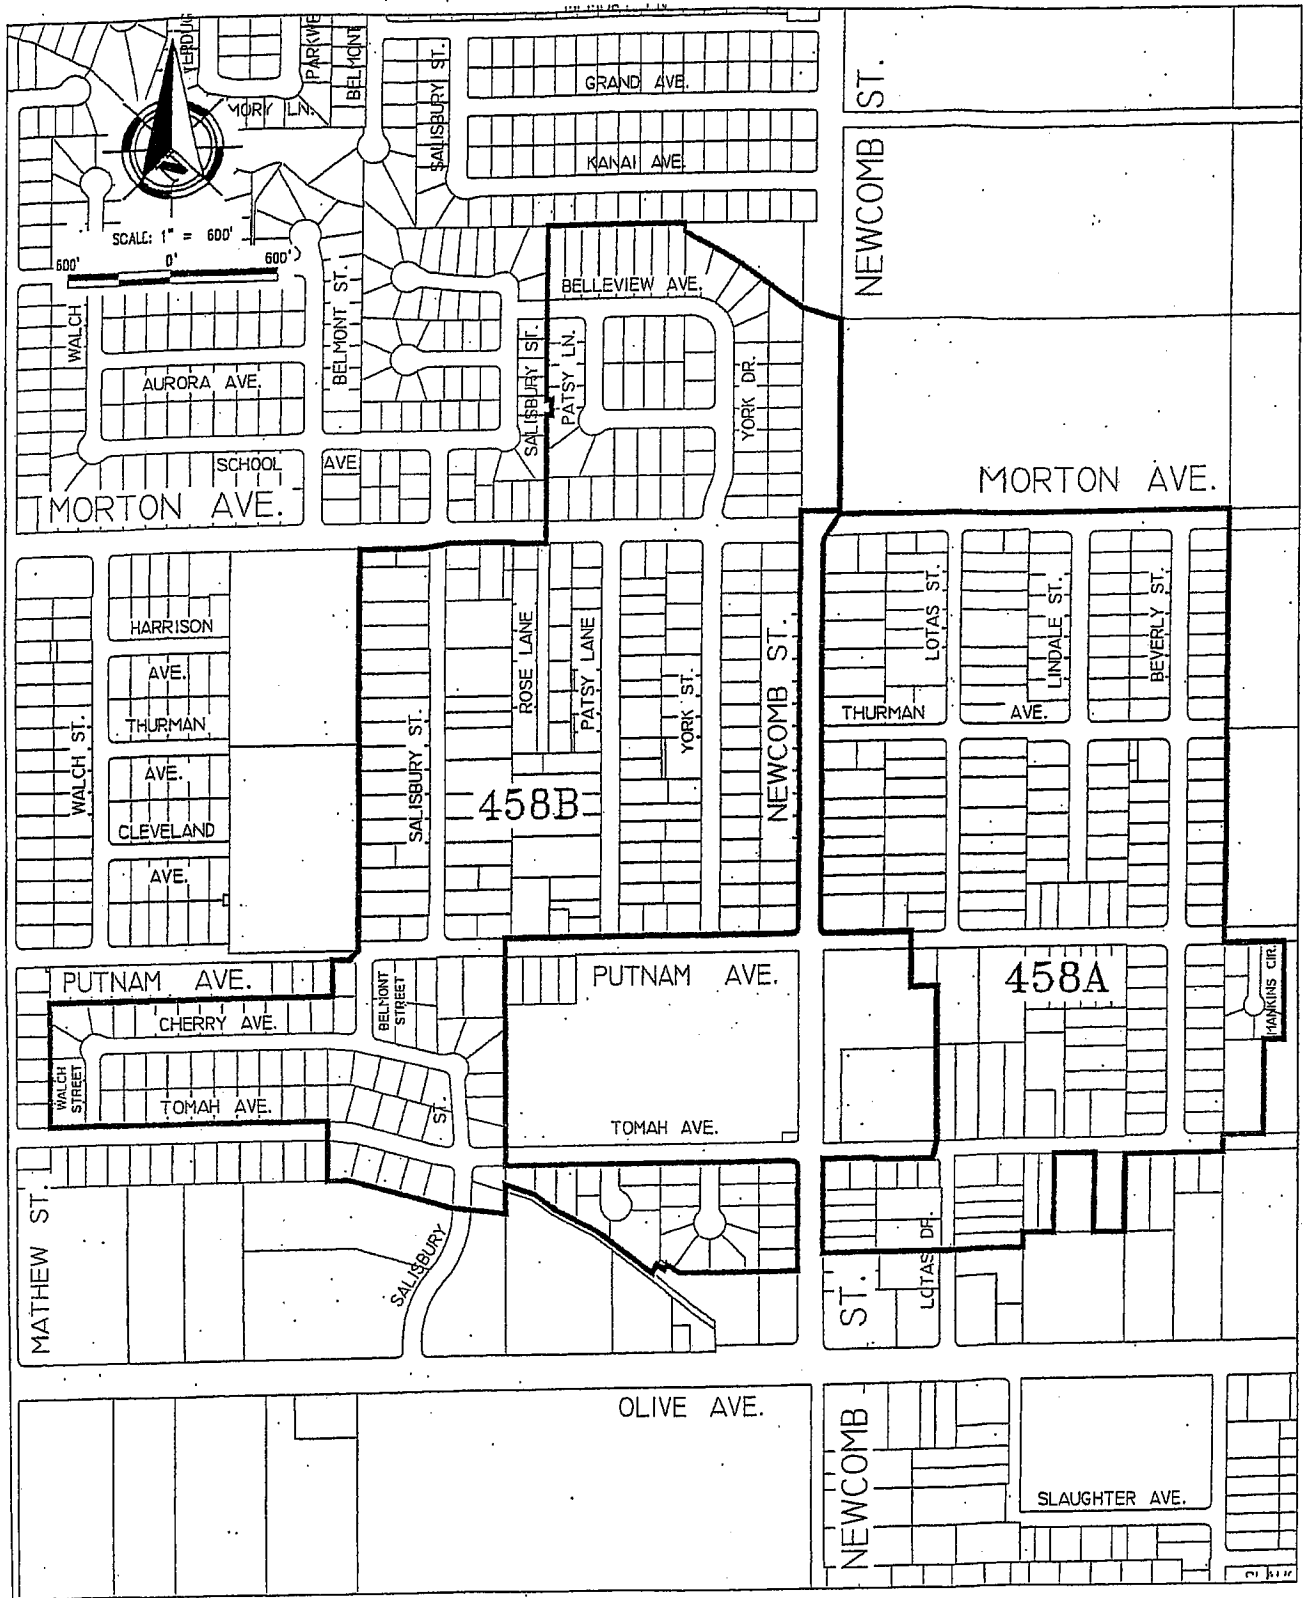 GRAND AVE.
ST.
BELMONT
SALISBURY ST.
MORY LN.
KANAI AVE.
NEWCOMB
SCALE: 1" = 600'
600' 0' 600'
BELLEVIEW AVE.
WALCH
BELMONT ST.
SALISBURY ST.
PATSY LN.
YORK DR.
AURORA AVE.
SCHOOL AVE
MORTON AVE.
MORTON AVE.
HARRISON
AVE.
THURMAN
AVE.
CLEVELAND
AVE.
WALCH ST.
SALISBURY ST.
ROSE LANE
PATSY LANE
YORK ST.
NEWCOMB ST.
LOTAS ST.
LINDALE ST.
BEVERLY ST.
THURMAN AVE.
458B
PUTNAM AVE.
PUTNAM AVE.
458A
BELMONT
STREET
CHERRY AVE.
MANKINS CIR.
WALCH
STREET
TOMAH AVE.
ST.
TOMAH AVE.
MATHEW ST.
SALISBURY
ST.
LOTAS DR.
OLIVE AVE.
NEWCOMB
SLAUGHTER AVE.